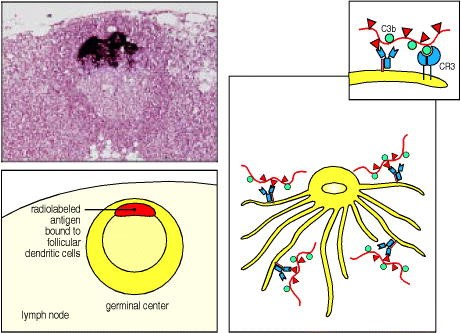 C3b
CR3
radiolabeled
antigen
bound to
follicular
dendritic cells
germinal center
lymph node